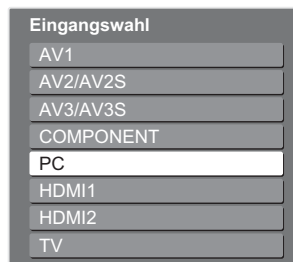 Eingangswahl
AV1
AV2/AV2S
AV3/AV3S
COMPONENT
PC
HDMI1
HDMI2
TV